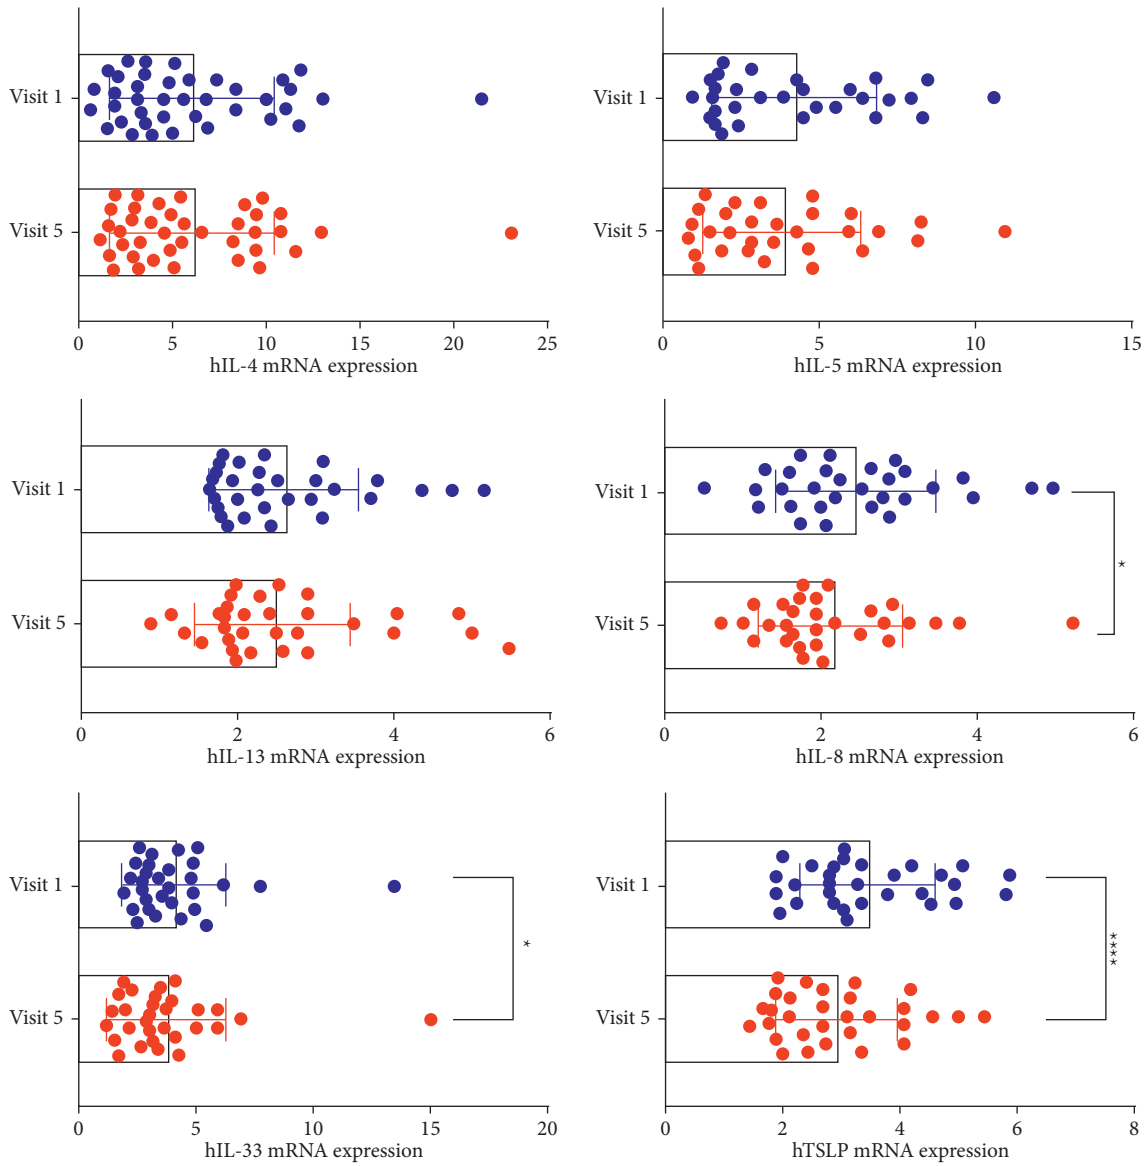 Visit 1
Visit 5
0 5 10 15 20 25
hIL-4 mRNA expression
Visit 1
Visit 5
0 5 10 15
hIL-5 mRNA expression
Visit 1
Visit 5
0 2 4 6
hIL-13 mRNA expression
Visit 1
*
Visit 5
0 2 4 6
hIL-8 mRNA expression
Visit 1
*
Visit 5
0 5 10 15 20
hIL-33 mRNA expression
Visit 1
****
Visit 5
0 2 4 6 8
hTSLP mRNA expression